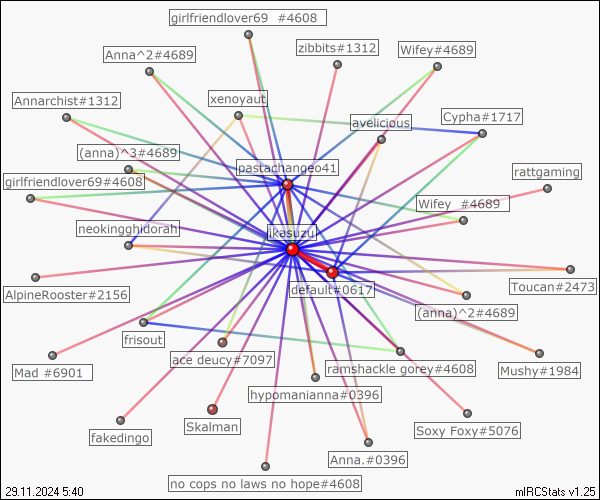 girlfriendlover69  #4608
Anna^2#4689
zibbits#1312
Wifey#4689
Annarchist#1312
xenoyaut
avelicious
Cypha#1717
(anna)^3#4689
pastachangeo41
rattgaming
girlfriendlover69#4608
Wifey  #4689
neokingghidorah
ikasuzu
AlpineRooster#2156
default#0617
Toucan#2473
(anna)^2#4689
frisout
ace deucy#7097
ramshackle gorey#4608
Mad  #6901
Mushy#1984
hypomanianna#0396
fakedingo
Skalman
Soxy Foxy#5076
Anna.#0396
no cops no laws no hope#4608
29.11.2024 5:40
mIRCStats v1.25